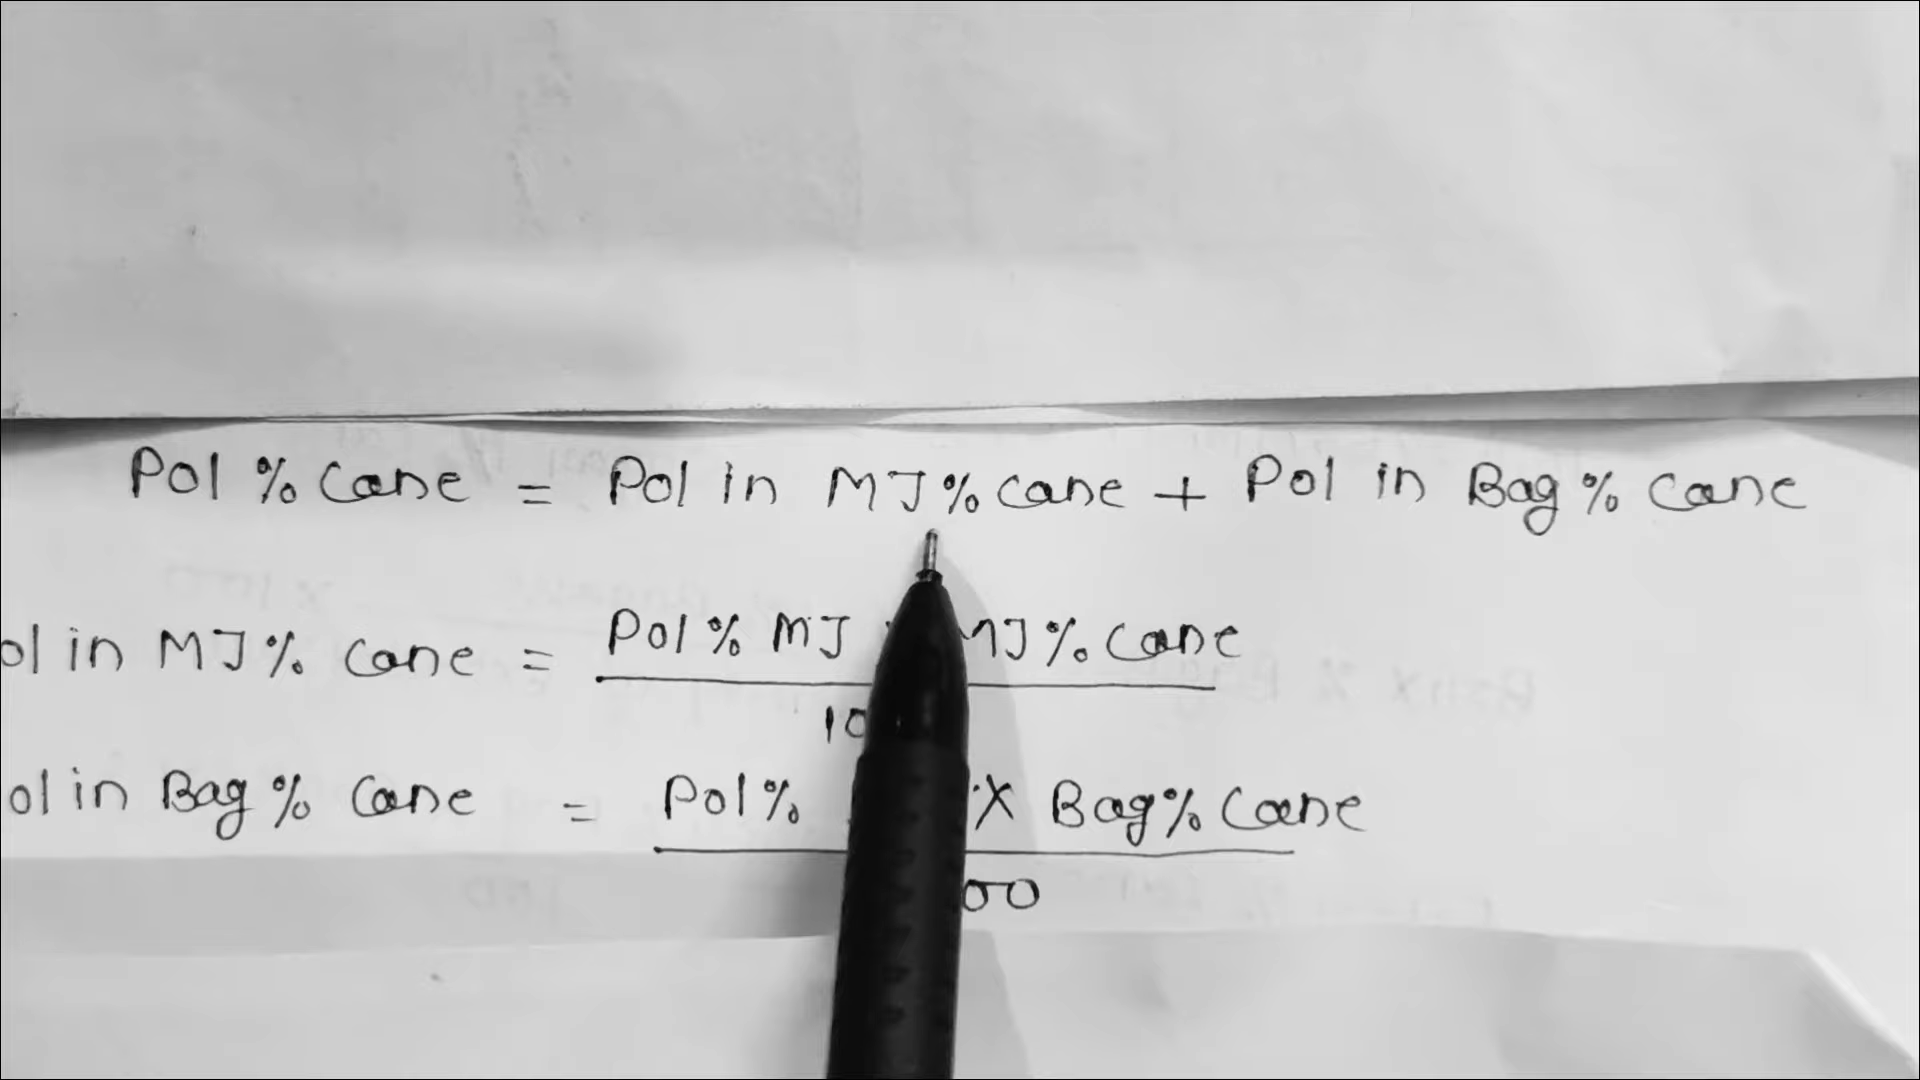 Pol % Cane = Pol in MJ % cane + Pol in Bag % cane
ol in MJ % cane = Pol % MJ MJ % cane
10
ol in Bag % cane = Pol % X Bag % cane
00